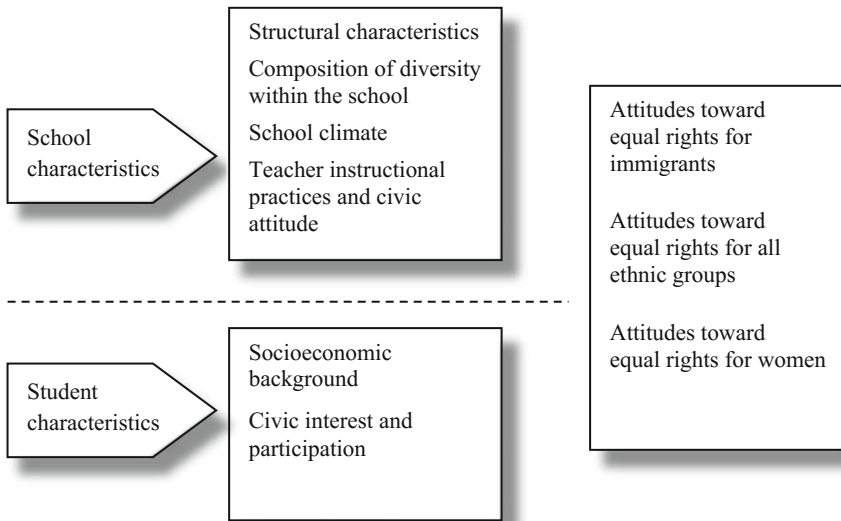 School
characteristics
Structural characteristics
Composition of diversity
within the school
School climate
Teacher instructional
practices and civic
attitude
Student
characteristics
Socioeconomic
background
Civic interest and
participation
Attitudes toward
equal rights for
immigrants
Attitudes toward
equal rights for all
ethnic groups
Attitudes toward
equal rights for women